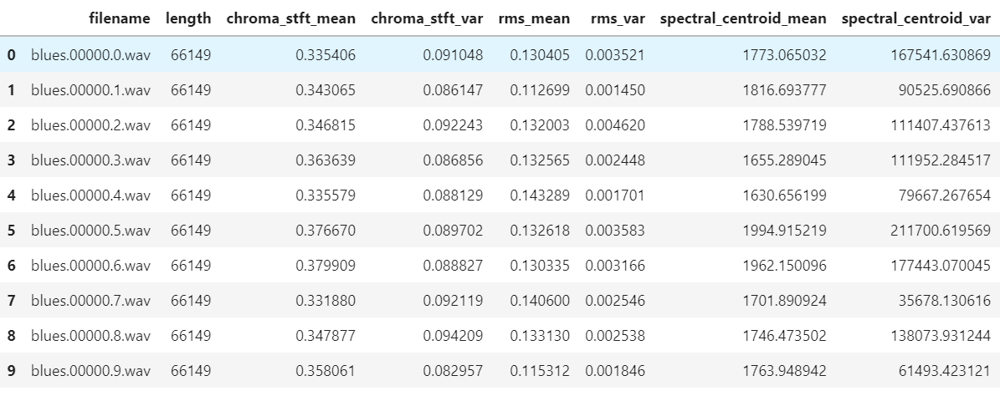 filename length chroma_stft_mean chroma_stft_var rms_mean rms_var spectral_centroid_mean spectral_centroid_var
0 blues.00000.0.wav 66149 0.335406 0.091048 0.130405 0.003521 1773.065032 167541.630869
1 blues.00000.1.wav 66149 0.343065 0.086147 0.112699 0.001450 1816.693777 90525.690866
2 blues.00000.2.wav 66149 0.346815 0.092243 0.132003 0.004620 1788.539719 111407.437613
3 blues.00000.3.wav 66149 0.363639 0.086856 0.132565 0.002448 1655.289045 111952.284517
4 blues.00000.4.wav 66149 0.335579 0.088129 0.143289 0.001701 1630.656199 79667.267654
5 blues.00000.5.wav 66149 0.376670 0.089702 0.132618 0.003583 1994.915219 211700.619569
6 blues.00000.6.wav 66149 0.379909 0.088827 0.130335 0.003166 1962.150096 177443.070045
7 blues.00000.7.wav 66149 0.331880 0.092119 0.140600 0.002546 1701.890924 35678.130616
8 blues.00000.8.wav 66149 0.347877 0.094209 0.133130 0.002538 1746.473502 138073.931244
9 blues.00000.9.wav 66149 0.358061 0.082957 0.115312 0.001846 1763.948942 61493.423121